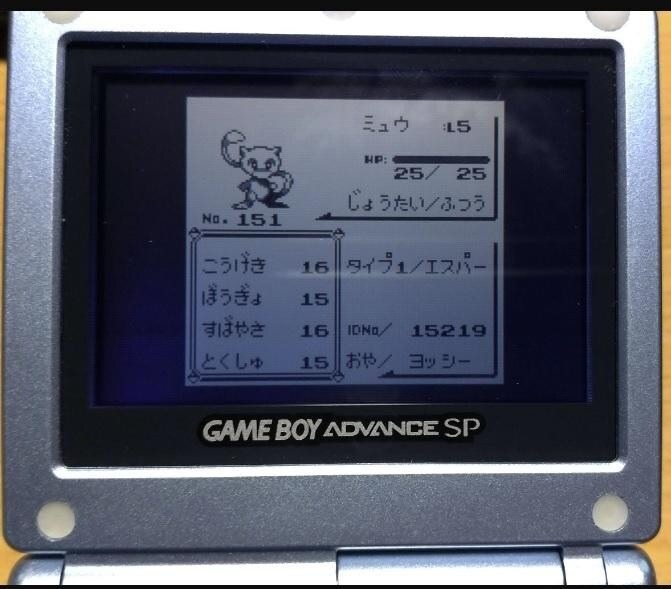 ミュウ :L5
HP:
25/ 25
じょうたい/ふつう
No. 151
こうげき 16
ぼうぎょ 15
すばやさ 16
とくしゅ 15
タイプ1/エスパー
IDNo/ 15219
おや/ ヨッシー
GAME BOY ADVANCE SP